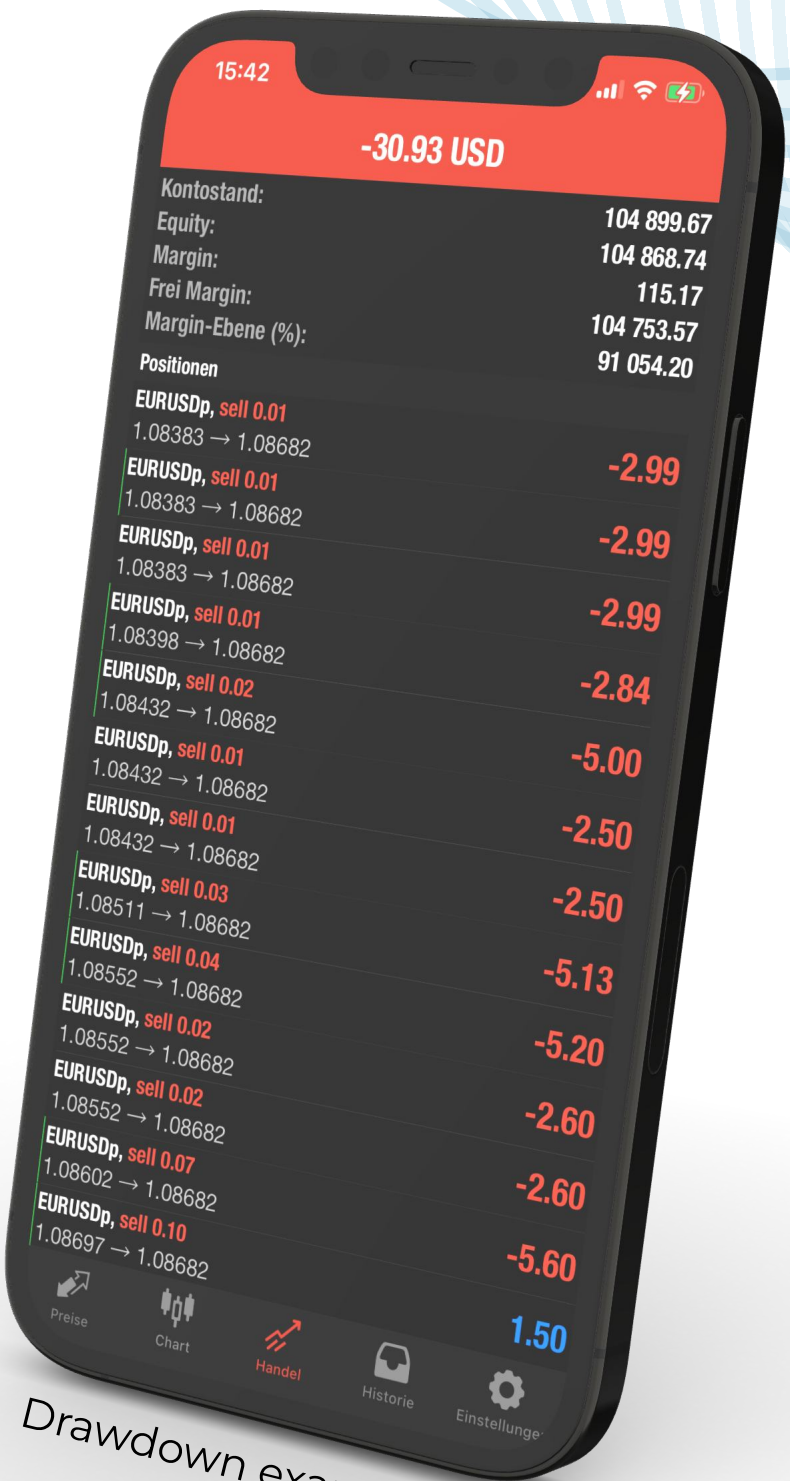 15:42
-30.93 USD
Kontostand: 104 899.67
Equity: 104 868.74
Margin: 115.17
Frei Margin: 104 753.57
Margin-Ebene (%): 91 054.20
Positionen
EURUSDp, sell 0.01
1.08383 → 1.08682 -2.99
EURUSDp, sell 0.01
1.08383 → 1.08682 -2.99
EURUSDp, sell 0.01
1.08383 → 1.08682 -2.99
EURUSDp, sell 0.01
1.08398 → 1.08682 -2.84
EURUSDp, sell 0.02
1.08432 → 1.08682 -5.00
EURUSDp, sell 0.01
1.08432 → 1.08682 -2.50
EURUSDp, sell 0.01
1.08432 → 1.08682 -2.50
EURUSDp, sell 0.03
1.08511 → 1.08682 -5.13
EURUSDp, sell 0.04
1.08552 → 1.08682 -5.20
EURUSDp, sell 0.02
1.08552 → 1.08682 -2.60
EURUSDp, sell 0.02
1.08552 → 1.08682 -2.60
EURUSDp, sell 0.07
1.08602 → 1.08682 -5.60
EURUSDp, sell 0.10
1.08697 → 1.08682 1.50
Preise Chart Handel Historie Einstellunge
Drawdown